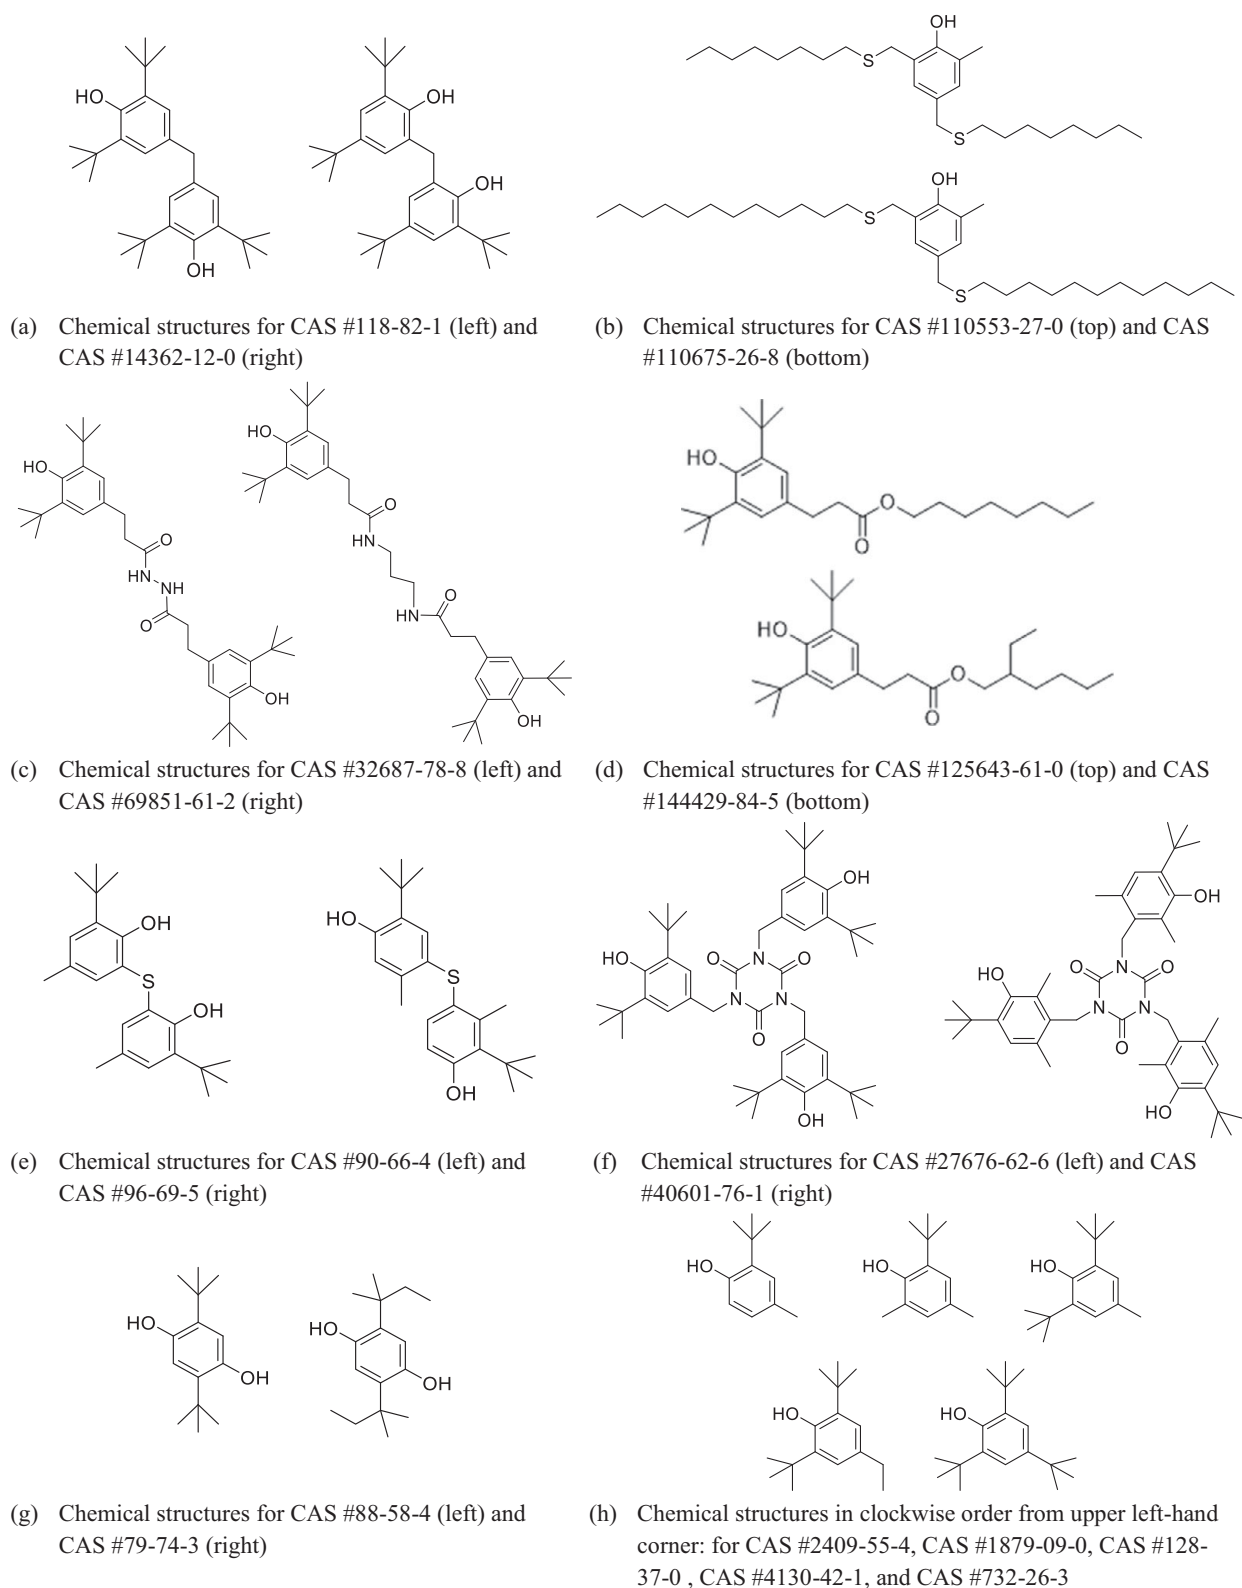 OH
HO
OH
OH
OH
S
S
OH
S
S
(a) Chemical structures for CAS #118-82-1 (left) and
CAS #14362-12-0 (right)
(b) Chemical structures for CAS #110553-27-0 (top) and CAS
#110675-26-8 (bottom)
HO
O
HN
NH
O
OH
HO
O
HN
HN
O
OH
HO
O
O
HO
O
O
(c) Chemical structures for CAS #32687-78-8 (left) and
CAS #69851-61-2 (right)
(d) Chemical structures for CAS #125643-61-0 (top) and CAS
#144429-84-5 (bottom)
OH
S
OH
HO
S
OH
OH
HO
O N O
N N
O
OH
OH
HO
O N O
N N
O
HO
(e) Chemical structures for CAS #90-66-4 (left) and
CAS #96-69-5 (right)
(f) Chemical structures for CAS #27676-62-6 (left) and CAS
#40601-76-1 (right)
HO
OH
HO
OH
HO
HO
HO
HO
HO
(g) Chemical structures for CAS #88-58-4 (left) and
CAS #79-74-3 (right)
(h) Chemical structures in clockwise order from upper left-hand
corner: for CAS #2409-55-4, CAS #1879-09-0, CAS #128-
37-0 , CAS #4130-42-1, and CAS #732-26-3